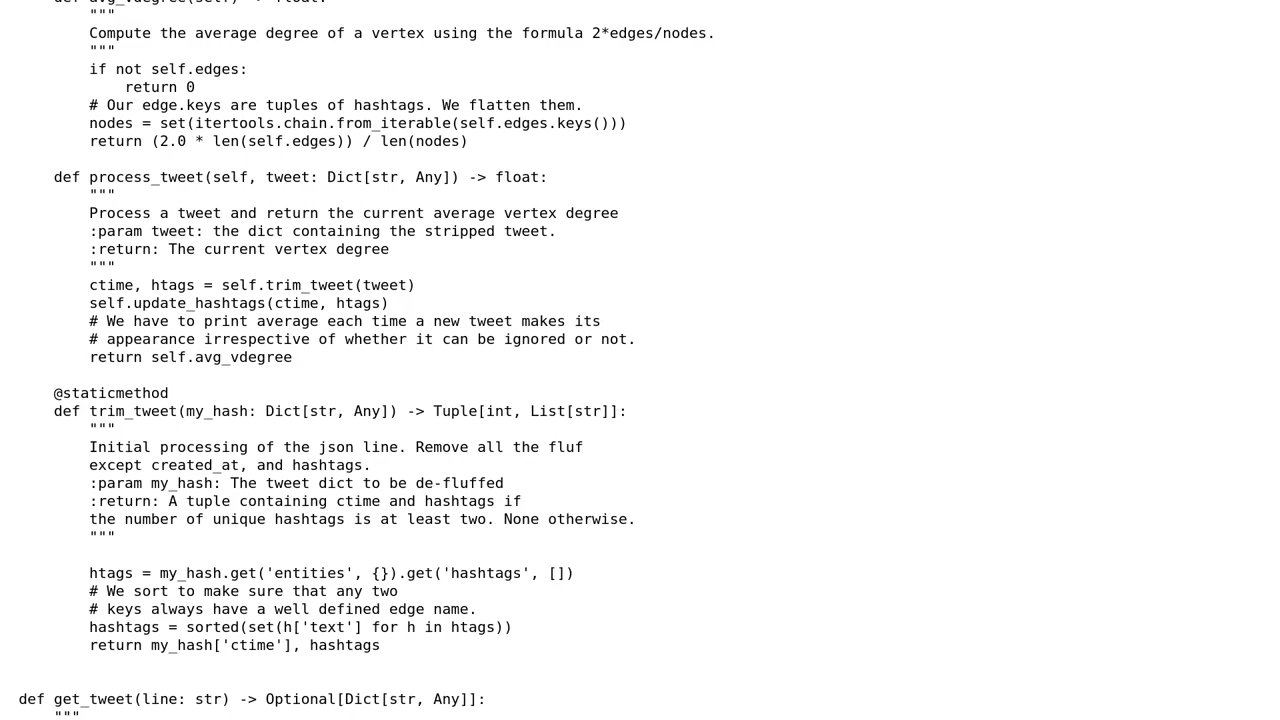 def avg_vdegree(self) -> float:
"""
Compute the average degree of a vertex using the formula 2*edges/nodes.
"""
if not self.edges:
return 0
# Our edge.keys are tuples of hashtags. We flatten them.
nodes = set(itertools.chain.from_iterable(self.edges.keys()))
return (2.0 * len(self.edges)) / len(nodes)
def process_tweet(self, tweet: Dict[str, Any]) -> float:
"""
Process a tweet and return the current average vertex degree
:param tweet: the dict containing the stripped tweet.
:return: The current vertex degree
"""
ctime, htags = self.trim_tweet(tweet)
self.update_hashtags(ctime, htags)
# We have to print average each time a new tweet makes its
# appearance irrespective of whether it can be ignored or not.
return self.avg_vdegree
@staticmethod
def trim_tweet(my_hash: Dict[str, Any]) -> Tuple[int, List[str]]:
"""
Initial processing of the json line. Remove all the fluf
except created_at, and hashtags.
:param my_hash: The tweet dict to be de-fluffed
:return: A tuple containing ctime and hashtags if
the number of unique hashtags is at least two. None otherwise.
"""
htags = my_hash.get('entities', {}).get('hashtags', [])
# We sort to make sure that any two
# keys always have a well defined edge name.
hashtags = sorted(set(h['text'] for h in htags))
return my_hash['ctime'], hashtags
def get_tweet(line: str) -> Optional[Dict[str, Any]]:
"""